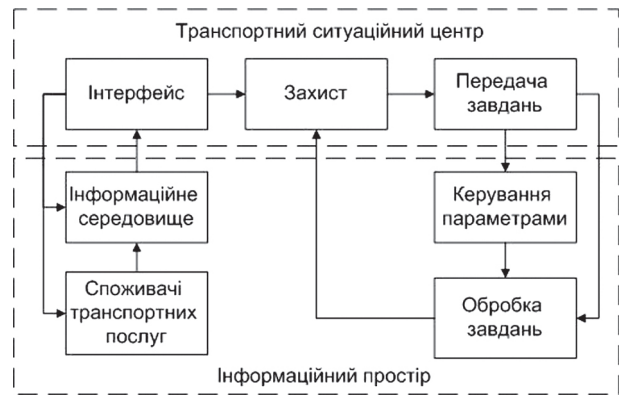 Транспортний ситуаційний центр
Інтерфейс
Захист
Передача
завдань
Інформаційне
середовище
Керування
параметрами
Споживачі
транспортних
послуг
Обробка
завдань
Інформаційний простір